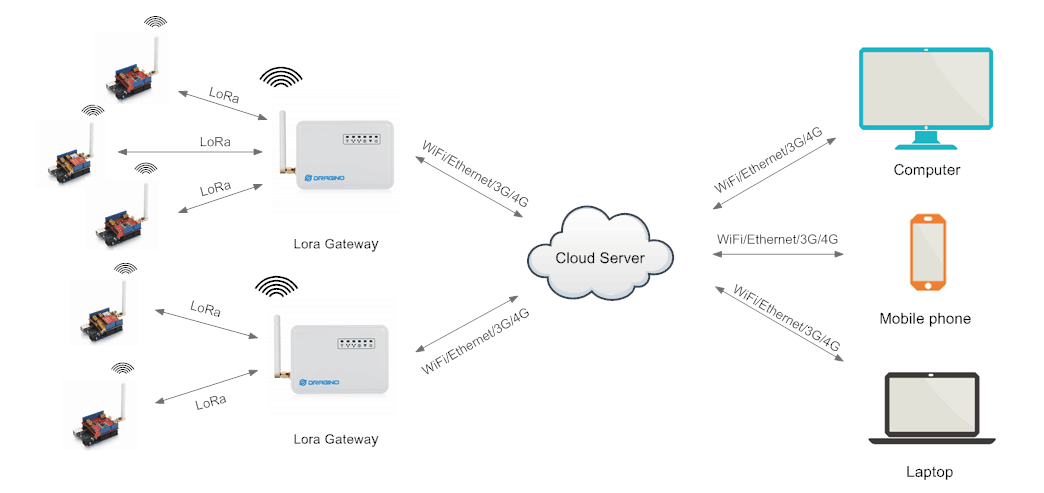 LoRa
LoRa
LoRa
DRAGINO
Lora Gateway
LoRa
LoRa
DRAGINO
Lora Gateway
WiFi/Ethernet/3G/4G
WiFi/Ethernet/3G/4G
Cloud Server
WiFi/Ethernet/3G/4G
WiFi/Ethernet/3G/4G
WiFi/Ethernet/3G/4G
Computer
Mobile phone
Laptop